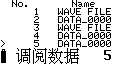 No. Name
1 WAVE FILE
2 DATA_0000
3 WAVE FILE
4 DATA_0000
> 5 DATA_0000
调阅数据 5